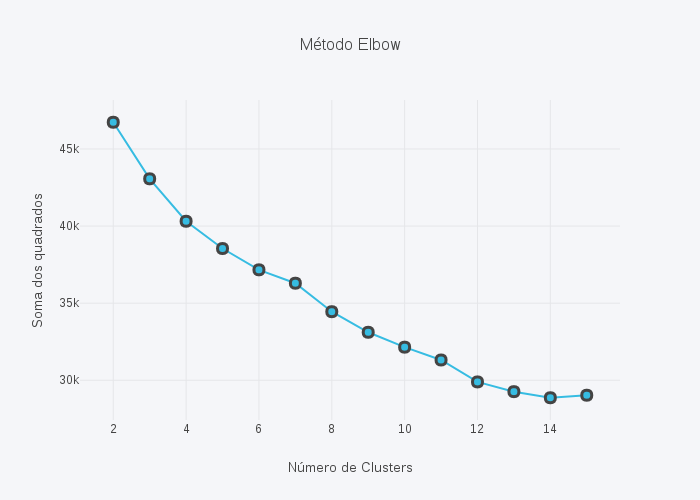 Método Elbow
Soma dos quadrados
45k
40k
35k
30k
2 4 6 8 10 12 14
Número de Clusters